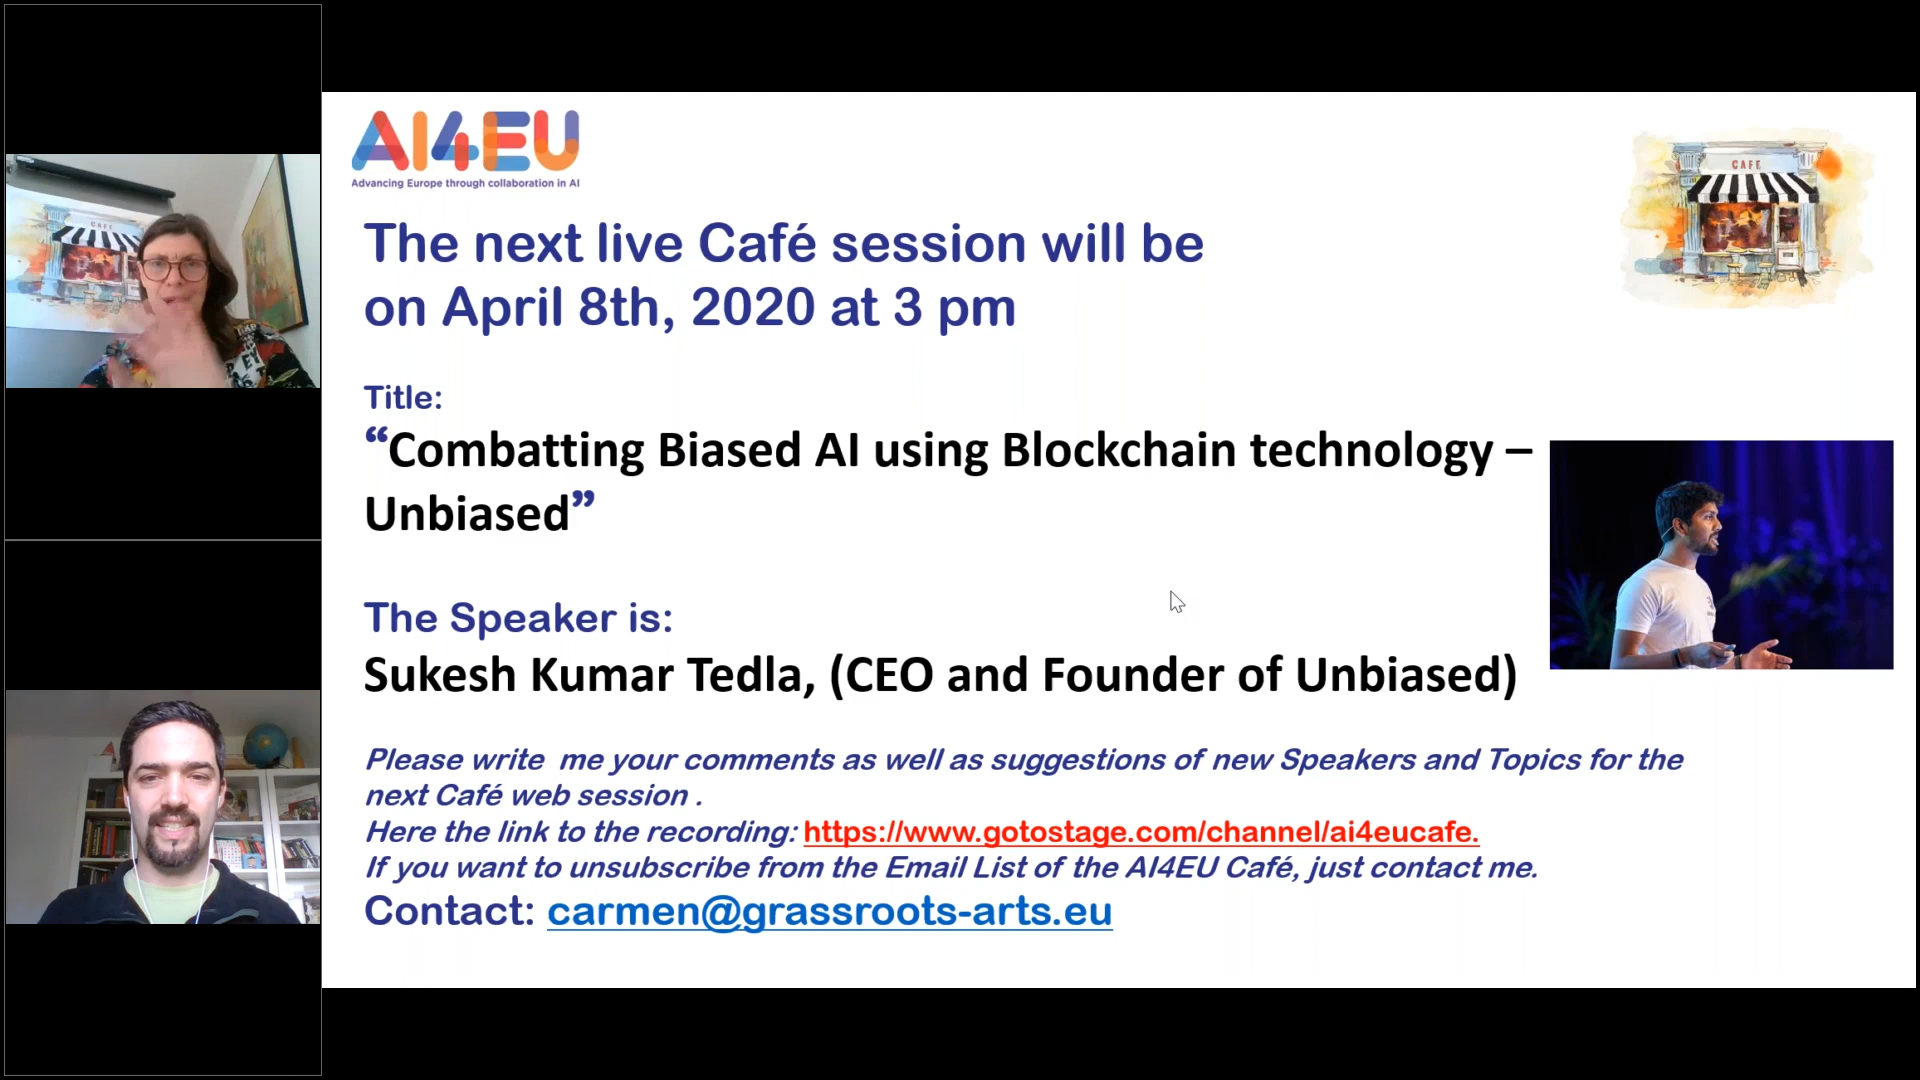 AI4EU
Advancing Europe through collaboration in AI
CAFE
CAFE
The next live Café session will be
on April 8th, 2020 at 3 pm
Title:
“Combatting Biased AI using Blockchain technology –
Unbiased”
The Speaker is:
Sukesh Kumar Tedla, (CEO and Founder of Unbiased)
Please write  me your comments as well as suggestions of new Speakers and Topics for the
next Café web session .
Here the link to the recording: https://www.gotostage.com/channel/ai4eucafe.
If you want to unsubscribe from the Email List of the AI4EU Café, just contact me.
Contact: carmen@grassroots-arts.eu